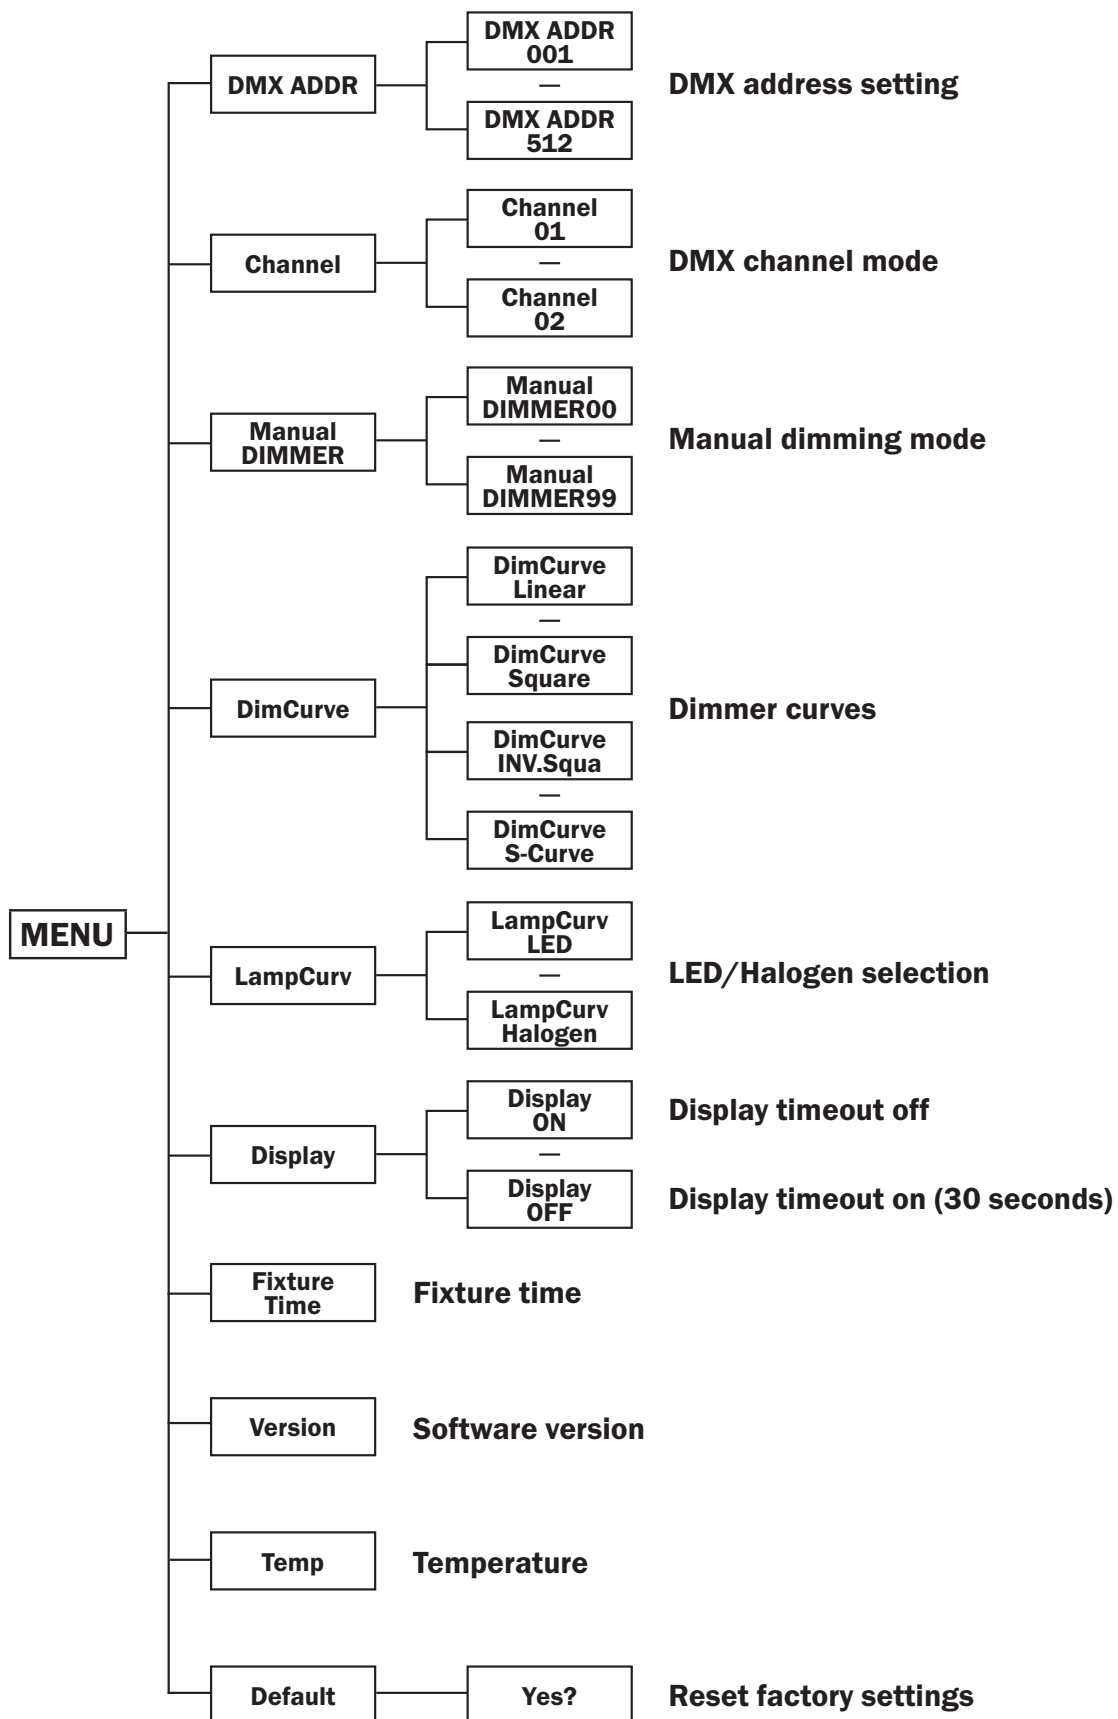 MENU
DMX ADDR
DMX ADDR
001
—
DMX ADDR
512
DMX address setting
Channel
Channel
01
—
Channel
02
DMX channel mode
Manual
DIMMER
Manual
DIMMER00
—
Manual
DIMMER99
Manual dimming mode
DimCurve
DimCurve
Linear
—
DimCurve
Square
DimCurve
INV.Squa
—
DimCurve
S-Curve
Dimmer curves
LampCurv
LampCurv
LED
—
LampCurv
Halogen
LED/Halogen selection
Display
Display
ON
Display timeout off
—
Display
OFF
Display timeout on (30 seconds)
Fixture
Time
Fixture time
Version
Software version
Temp
Temperature
Default
Yes?
Reset factory settings